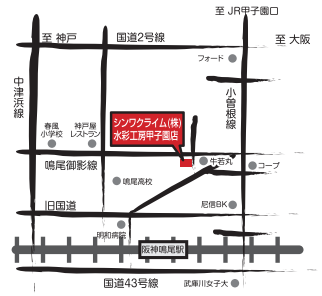 至 JR甲子園口
至 神戸
国道2号線
至 大阪
フォード
中津浜線
小曽根線
春風
小学校
神戸屋
レストラン
シンワクライム(株)
水彩工房甲子園店
鳴尾御影線
牛若丸
コープ
鳴尾高校
旧国道
尼信BK
明和病院
阪神鳴尾駅
国道43号線
武庫川女子大